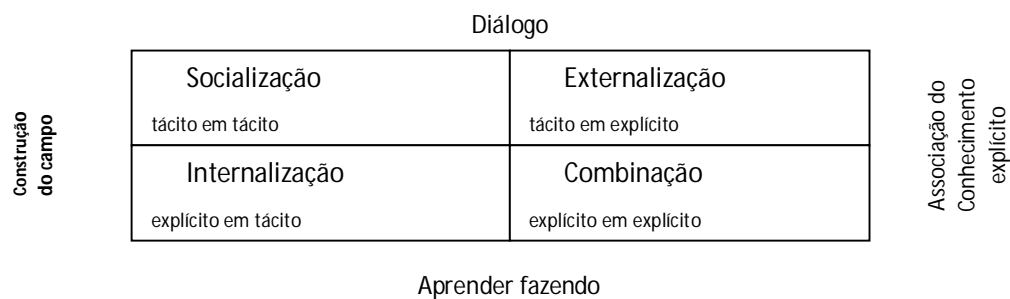 Diálogo
Construção
do campo
Socialização
tácito em tácito
Externalização
tácito em explícito
Internalização
explícito em tácito
Combinação
explícito em explícito
Associação do
Conhecimento
explícito
Aprender fazendo